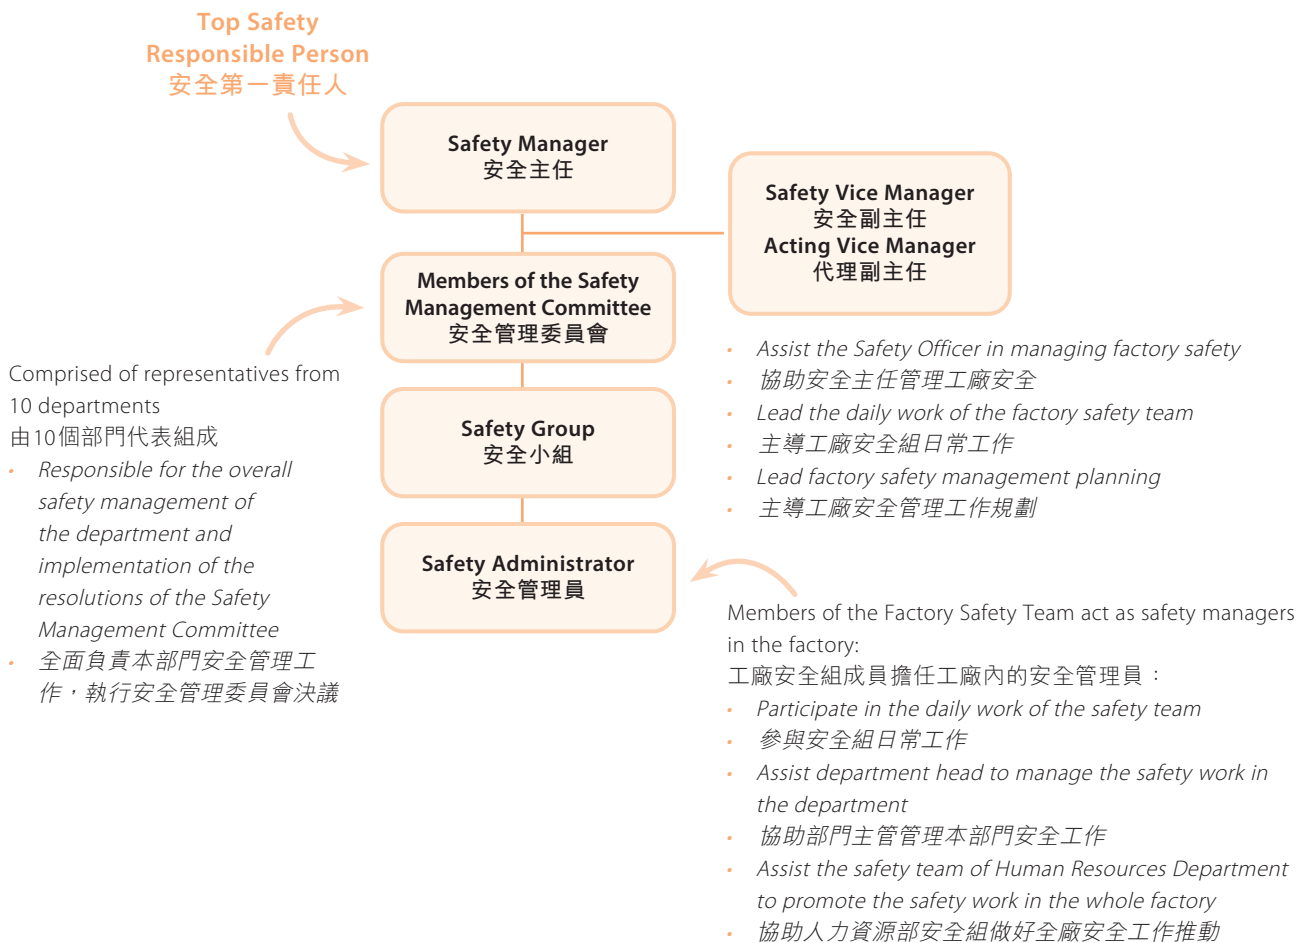 Top Safety
Responsible Person
安全第一責任人
Safety Manager
安全主任
Safety Vice Manager
安全副主任
Acting Vice Manager
代理副主任
Members of the Safety
Management Committee
安全管理委員會
Comprised of representatives from
10 departments
由10個部門代表組成
• Responsible for the overall
safety management of
the department and
implementation of the
resolutions of the Safety
Management Committee
• 全面負責本部門安全管理工
作，執行安全管理委員會決議
Safety Group
安全小組
Safety Administrator
安全管理員
• Assist the Safety Officer in managing factory safety
• 協助安全主任管理工廠安全
• Lead the daily work of the factory safety team
• 主導工廠安全組日常工作
• Lead factory safety management planning
• 主導工廠安全管理工作規劃
Members of the Factory Safety Team act as safety managers
in the factory:
工廠安全組成員擔任工廠內的安全管理員：
• Participate in the daily work of the safety team
• 參與安全組日常工作
• Assist department head to manage the safety work in
the department
• 協助部門主管管理本部門安全工作
• Assist the safety team of Human Resources Department
to promote the safety work in the whole factory
• 協助人力資源部安全組做好全廠安全工作推動